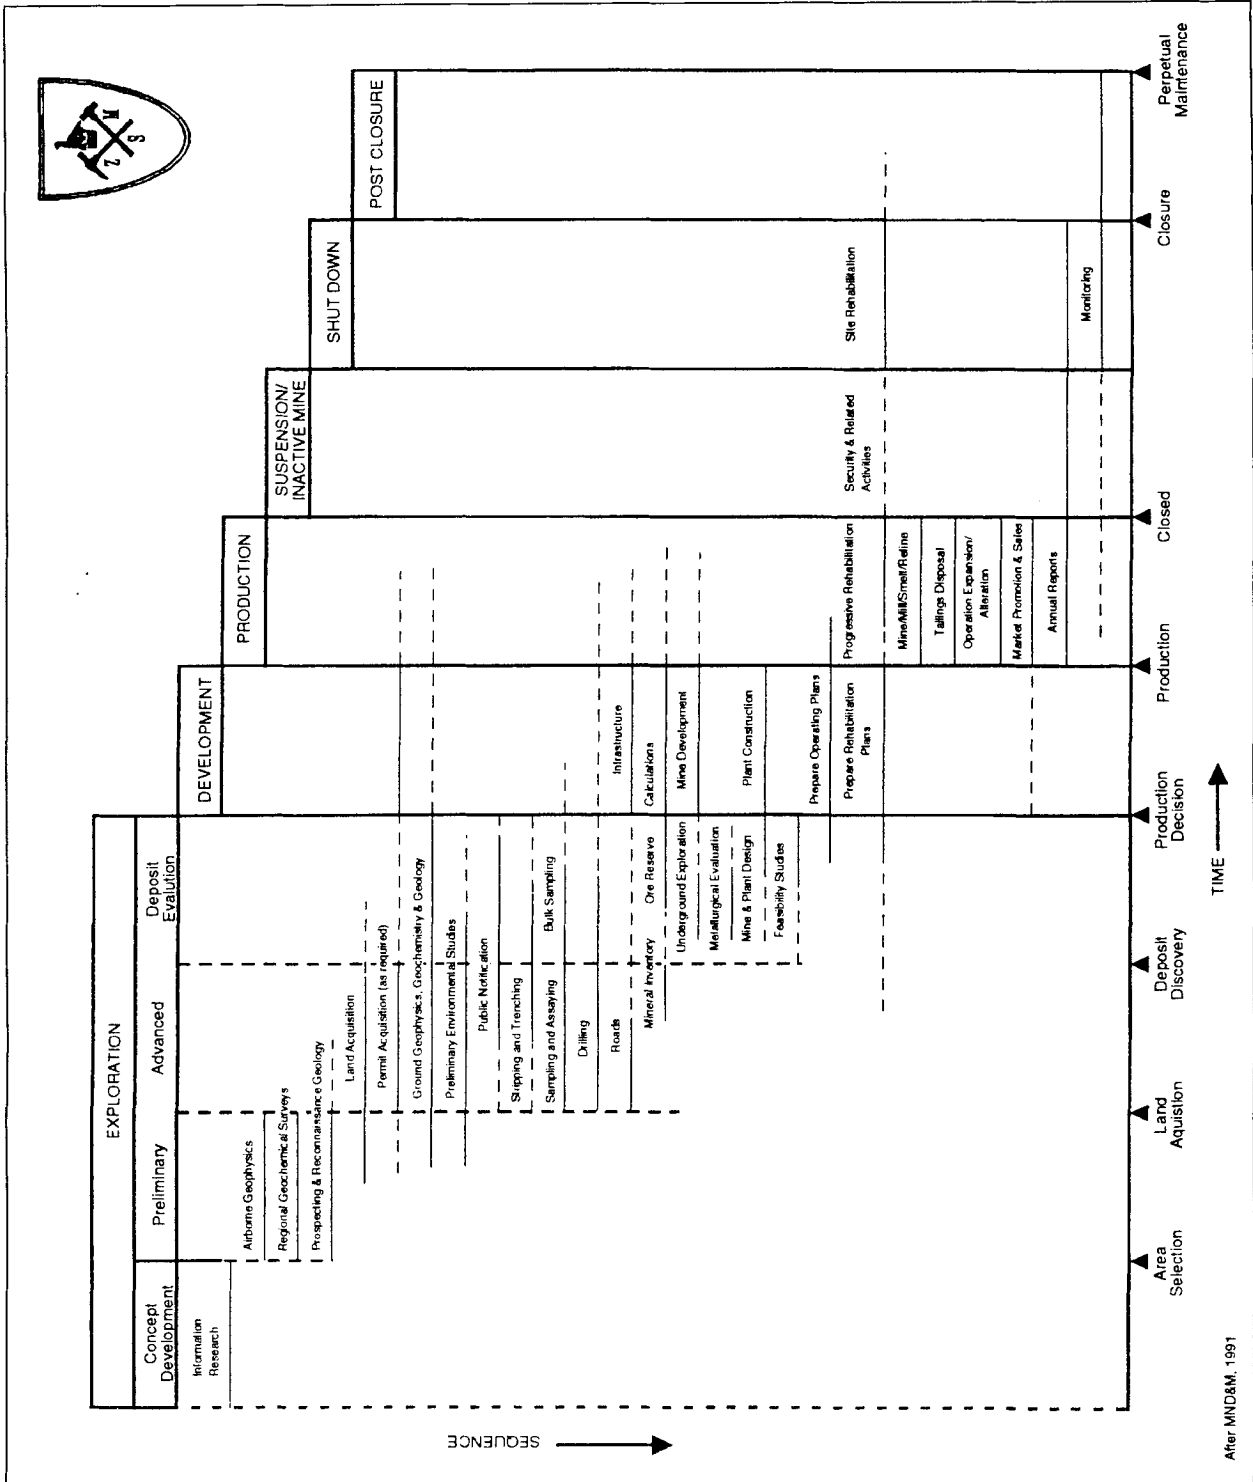 EXPLORATION
Concept
Development
Preliminary
Advanced
Deposit
Evalution
DEVELOPMENT
PRODUCTION
SUSPENSION/
INACTIVE MINE
SHUT DOWN
POST CLOSURE
Z S M
Information
Research
Airborne Geophysics
Regional Geochemical Surveys
Prospecting & Reconnaissance Geology
Land Acquisition
Permit Acquisition (as required)
Ground Geophysics, Geochemistry & Geology
Preliminary Environmental Studies
Public Notification
Stripping and Trenching
Sampling and Assaying
Bulk Sampling
Drilling
Roads
Infrastructure
Mineral Inventory
Ore Reserve
Calculations
Underground Exploration
Mine Development
Metallurgical Evaluation
Mine & Plant Design
Plant Construction
Feasibility Studies
Prepare Operating Plans
Prepare Rehabilitation
Plans
Progressive Rehabilitation
Security & Related
Activities
Site Rehabilitation
Mine/Mill/Smelt/Refine
Tailings Disposal
Operation Expansion/
Alteration
Market Promotion & Sales
Annual Reports
Monitoring
Area
Selection
Land
Aquistion
Deposit
Discovery
Production
Decision
Production
Closed
Closure
Perpetual
Maintenance
SEQUENCE
TIME
After MND&M, 1991